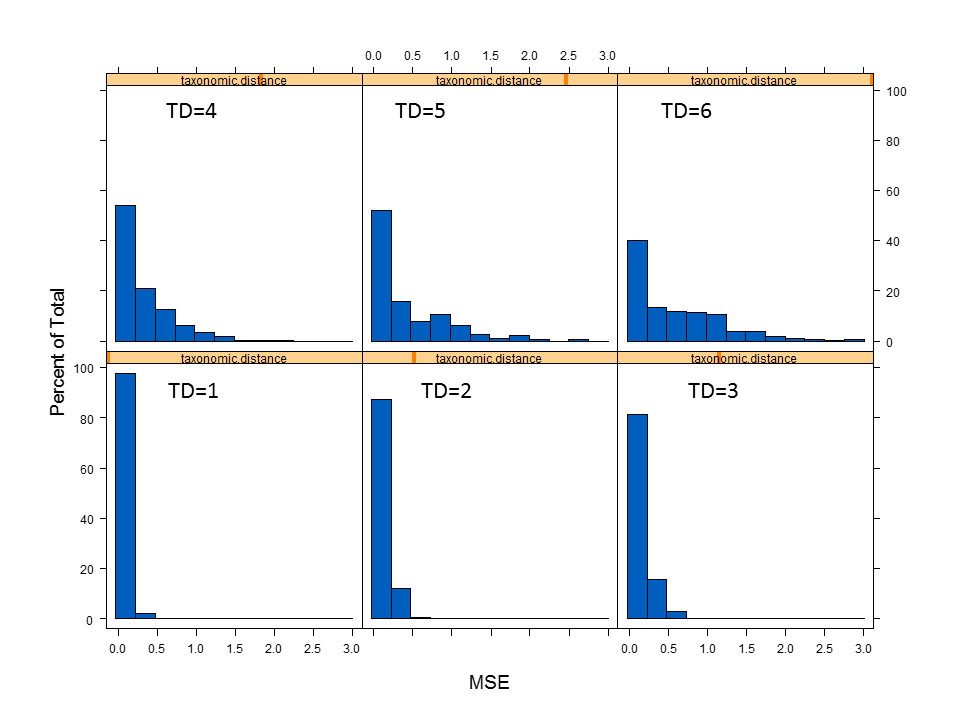 0.0 0.5 1.0 1.5 2.0 2.5 3.0
taxonomic.distance taxonomic.distance taxonomic.distance
TD=4 TD=5 TD=6
100
80
60
40
20
0
Percent of Total
taxonomic.distance taxonomic.distance taxonomic.distance
TD=1 TD=2 TD=3
100
80
60
40
20
0
0.0 0.5 1.0 1.5 2.0 2.5 3.0 0.0 0.5 1.0 1.5 2.0 2.5 3.0
MSE